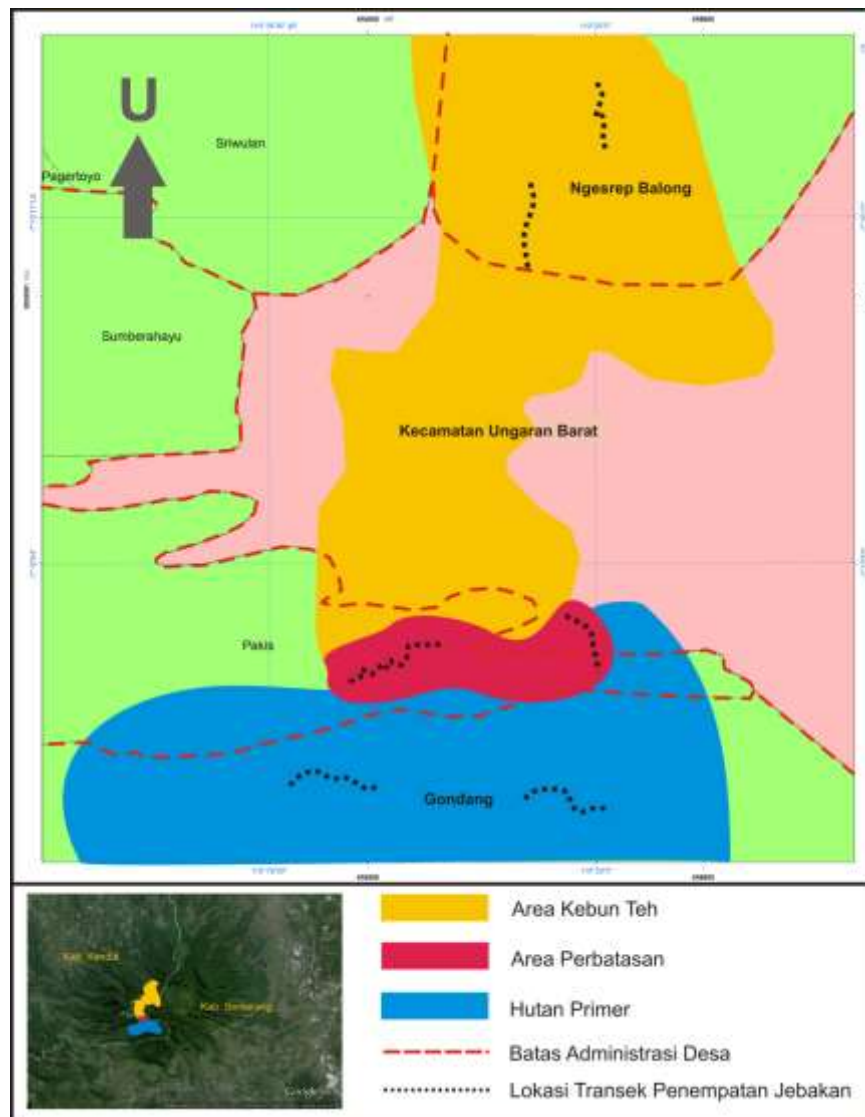 U
Sriwulan
Pagertoyo
Ngesrep Balong
Sumberahayu
Kecamatan Ungaran Barat
Pakis
Gondang
Area Kebun Teh
Area Perbatasan
Hutan Primer
Batas Administrasi Desa
Lokasi Transek Penempatan Jebakan
Kab. Kendal
Kab. Semarang
Google